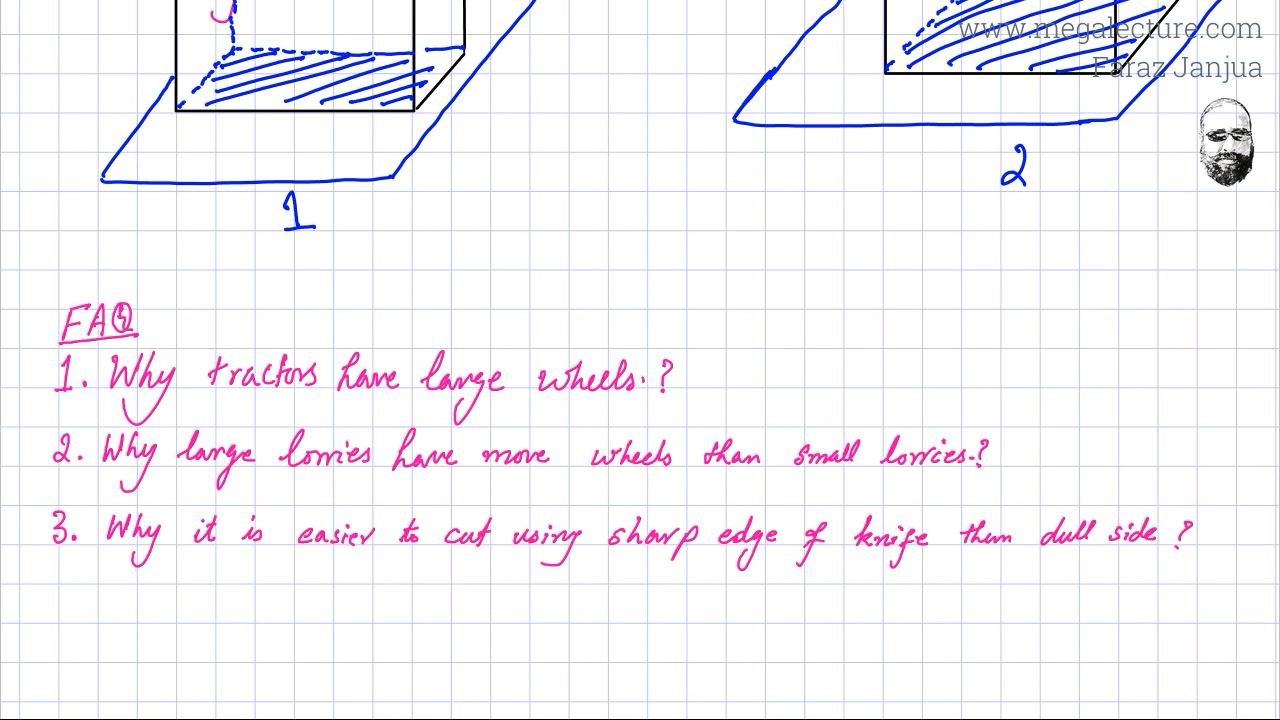 www.megalecture.com
Faraz Janjua
1
2
FAQ
1. Why tractors have large wheels.?
2. Why large lorries have more wheels than small lorries.?
3. Why it is easier to cut using sharp edge of knife than dull side ?